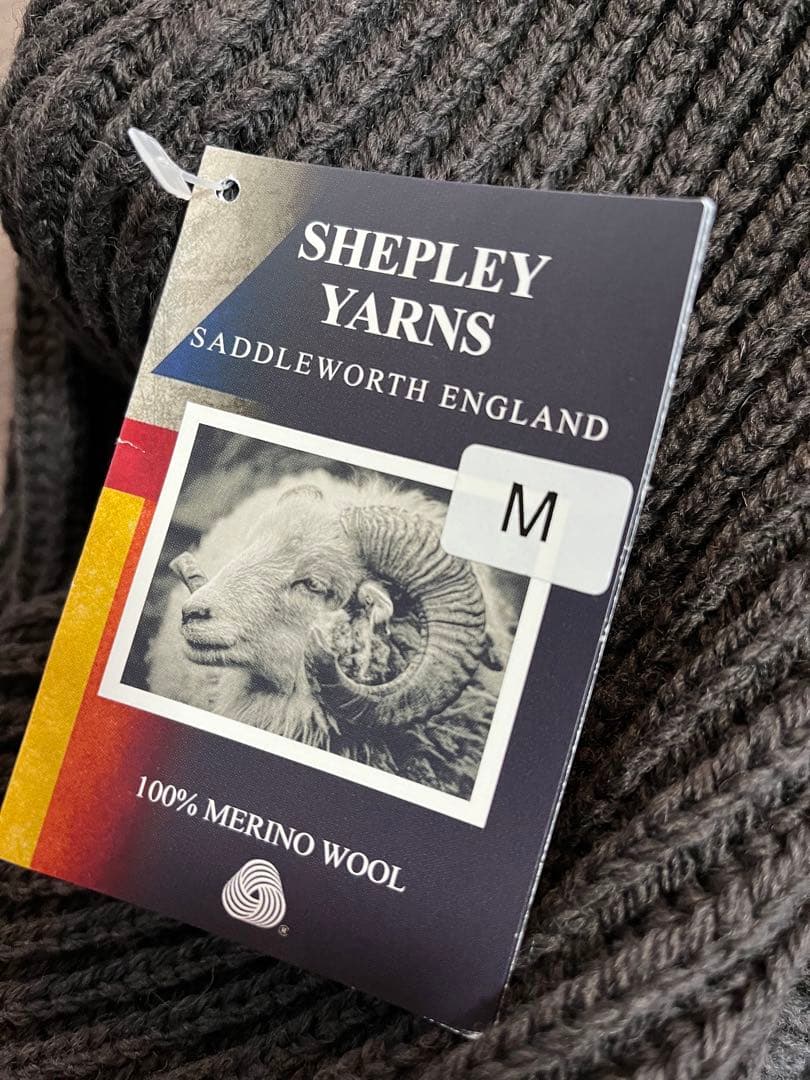 SHEPLEY
YARNS
SADDLEWORTH ENGLAND
M
100% MERINO WOOL
®